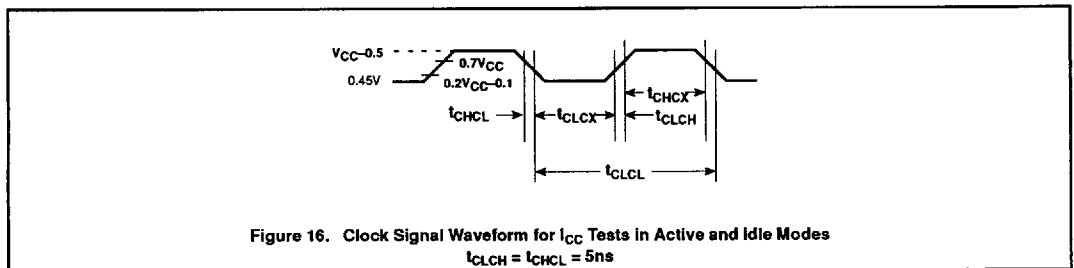 VCC–0.5
0.7VCC
0.45V
0.2VCC–0.1
tCHCX
tCHCL
tCLCX
tCLCH
tCLCL
Figure 16. Clock Signal Waveform for ICC Tests in Active and Idle Modes
tCLCH = tCHCL = 5ns